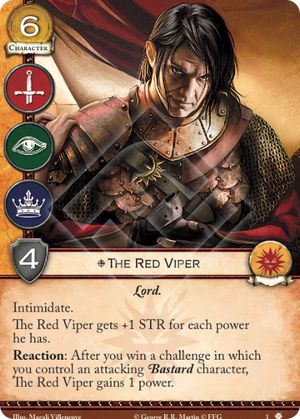 6
CHARACTER
4
THE RED VIPER
Lord.
Intimidate.
The Red Viper gets +1 STR for each power
he has.
Reaction: After you win a challenge in which
you control an attacking Bastard character,
The Red Viper gains 1 power.
Illus. Magali Villeneuve © George R.R. Martin © FFG 1